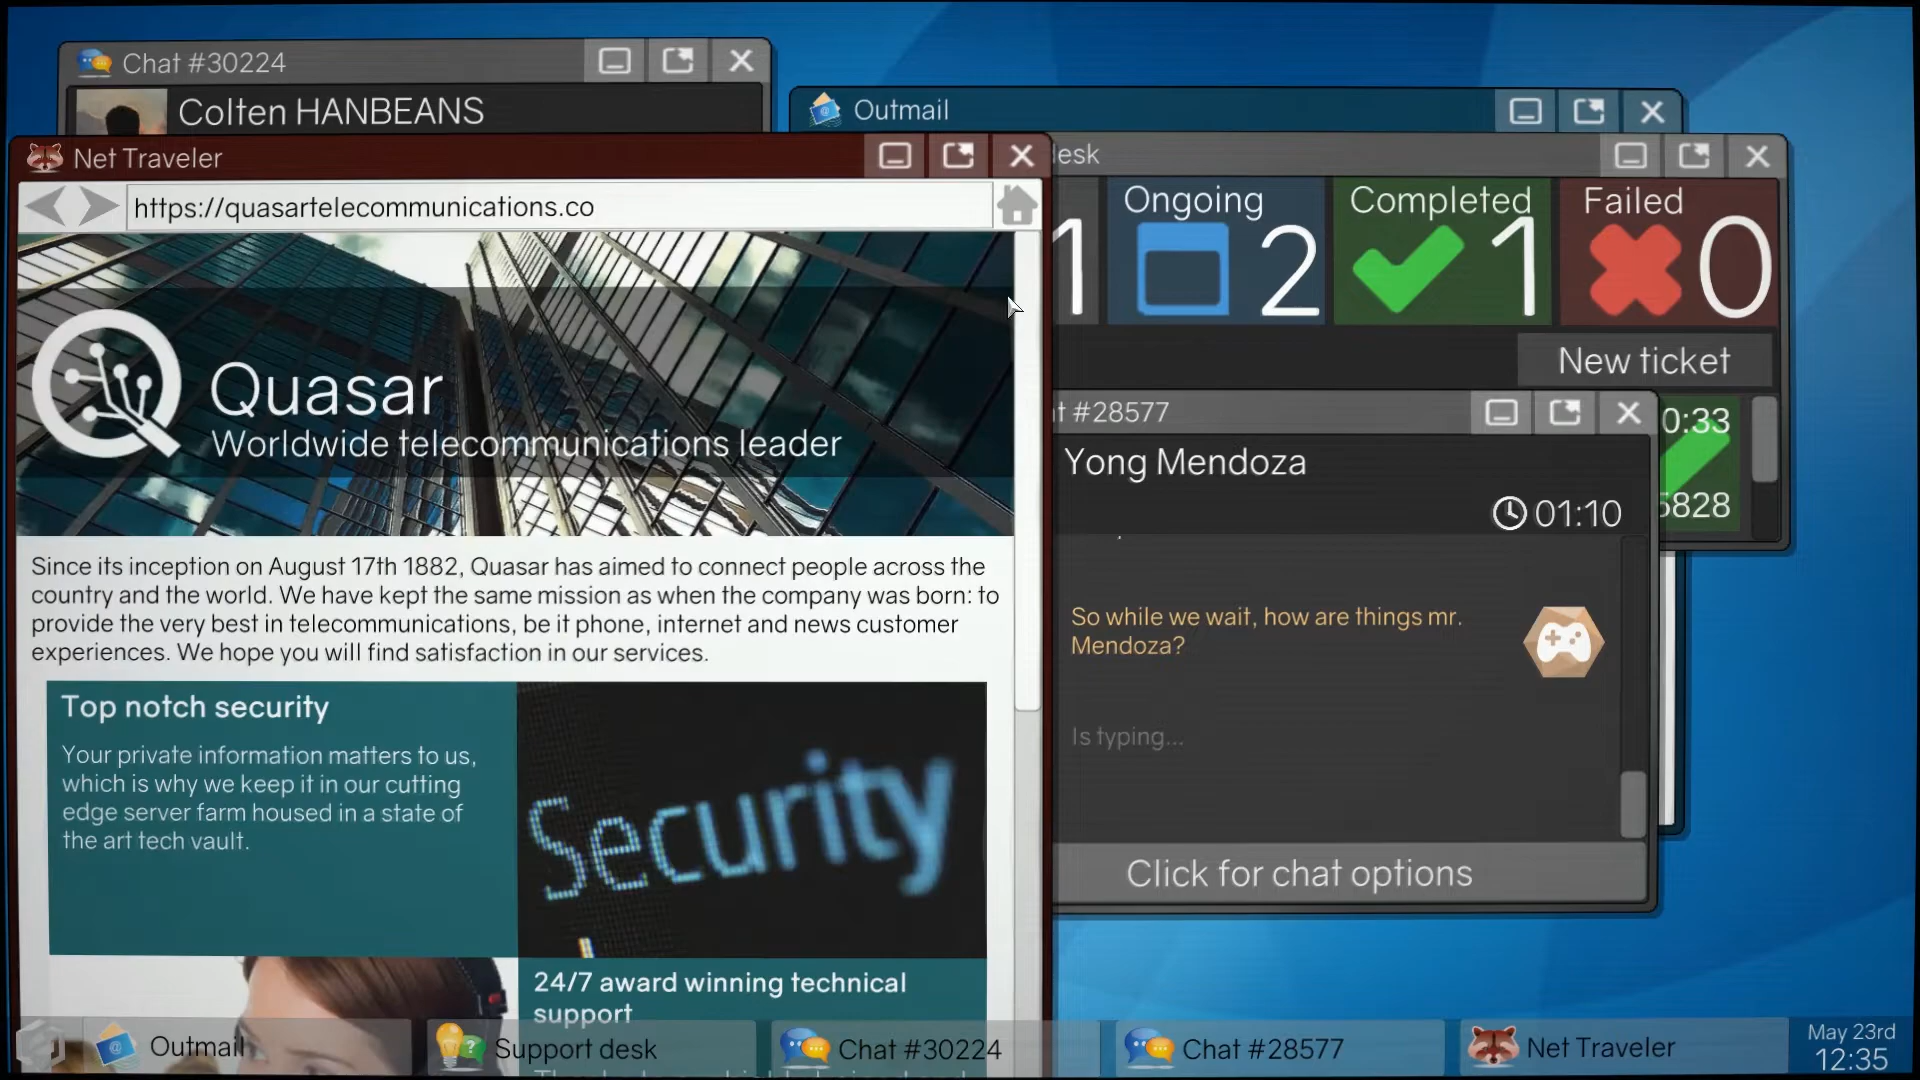 Chat #30224
Colten HANBEANS
Outmail
Net Traveler
https://quasartelecommunications.co
Quasar
Worldwide telecommunications leader
Since its inception on August 17th 1882, Quasar has aimed to connect people across the
country and the world. We have kept the same mission as when the company was born: to
provide the very best in telecommunications, be it phone, internet and news customer
experiences. We hope you will find satisfaction in our services.
Top notch security
Your private information matters to us,
which is why we keep it in our cutting
edge server farm housed in a state of
the art tech vault.
Security
24/7 award winning technical
support
desk
1
Ongoing
2
Completed
1
Failed
0
New ticket
0:33
5828
#28577
Yong Mendoza
01:10
So while we wait, how are things mr.
Mendoza?
Is typing...
Click for chat options
Outmail
Support desk
Chat #30224
Chat #28577
Net Traveler
May 23rd
12:35